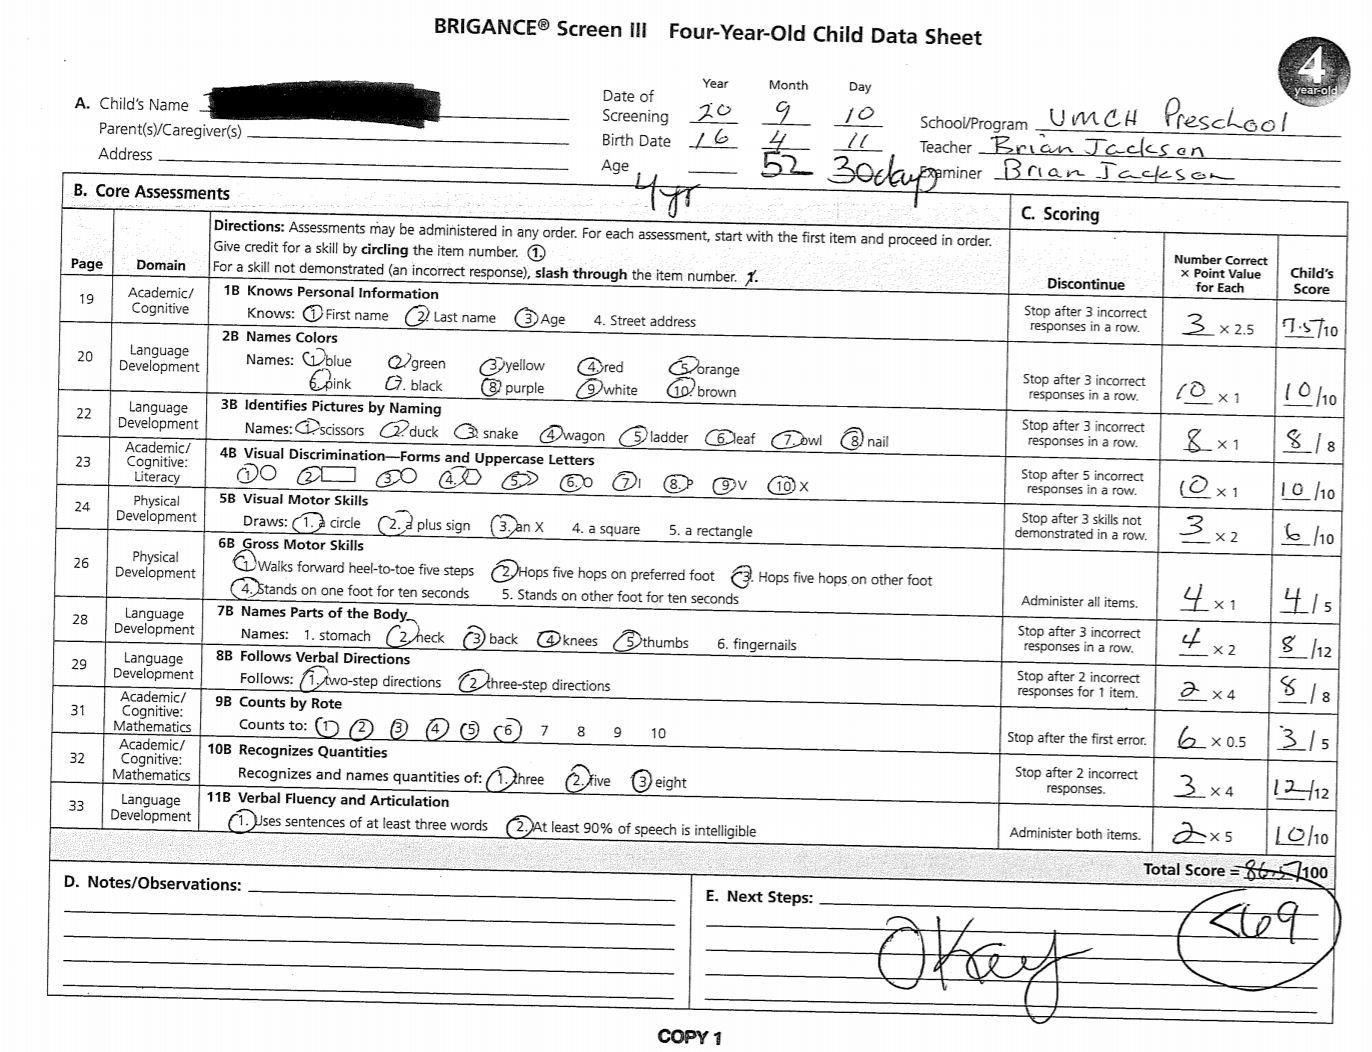 BRIGANCE® Screen III Four-Year-Old Child Data Sheet
4
year-old
Year Month Day
A. Child's Name
Parent(s)/Caregiver(s)
Address
Date of
Screening 20 9 10
Birth Date 16 4 11
Age 4yr 52 30days
School/Program UMCH Preschool
Teacher Brian Jackson
Examiner Brian Jackson
B. Core Assessments
C. Scoring
Page Domain
Directions: Assessments may be administered in any order. For each assessment, start with the first item and proceed in order.
Give credit for a skill by circling the item number. 1.
For a skill not demonstrated (an incorrect response), slash through the item number. 1.
Discontinue
Number Correct
× Point Value
for Each
Child's
Score
19 Academic/
Cognitive
1B Knows Personal Information
Knows: 1 First name 2. Last name 3 Age 4. Street address
Stop after 3 incorrect
responses in a row.
3 × 2.5 7.5/10
20 Language
Development
2B Names Colors
Names: 1. blue 2. green 3. yellow 4. red 5. orange
6. pink 7. black 8. purple 9. white 10. brown
Stop after 3 incorrect
responses in a row.
10 × 1 10/10
22 Language
Development
3B Identifies Pictures by Naming
Names: 1. scissors 2. duck 3. snake 4. wagon 5. ladder 6. leaf 7. owl 8. nail
Stop after 3 incorrect
responses in a row.
8 × 1 8/8
23 Academic/
Cognitive:
Literacy
4B Visual Discrimination—Forms and Uppercase Letters
1. 2. 3. 4. 5. 6. O 7. I 8. P 9. V 10. X
Stop after 5 incorrect
responses in a row.
10 × 1 10/10
24 Physical
Development
5B Visual Motor Skills
Draws: 1. a circle 2. a plus sign 3. an X 4. a square 5. a rectangle
Stop after 3 skills not
demonstrated in a row.
3 × 2 6/10
26 Physical
Development
6B Gross Motor Skills
1. Walks forward heel-to-toe five steps 2. Hops five hops on preferred foot 3. Hops five hops on other foot
4. Stands on one foot for ten seconds 5. Stands on other foot for ten seconds
Administer all items.
4 × 1 4/5
28 Language
Development
7B Names Parts of the Body
Names: 1. stomach 2. neck 3. back 4. knees 5. thumbs 6. fingernails
Stop after 3 incorrect
responses in a row.
4 × 2 8/12
29 Language
Development
8B Follows Verbal Directions
Follows: 1. two-step directions 2. three-step directions
Stop after 2 incorrect
responses for 1 item.
2 × 4 8/8
31 Academic/
Cognitive:
Mathematics
9B Counts by Rote
Counts to: 1 2 3 4 5 6 7 8 9 10
Stop after the first error.
6 × 0.5 3/5
32 Academic/
Cognitive:
Mathematics
10B Recognizes Quantities
Recognizes and names quantities of: 1. three 2. five 3. eight
Stop after 2 incorrect
responses.
3 × 4 12/12
33 Language
Development
11B Verbal Fluency and Articulation
1. Uses sentences of at least three words 2. At least 90% of speech is intelligible
Administer both items.
2 × 5 10/10
Total Score = 86.5/100
D. Notes/Observations:
E. Next Steps:
<69
OKay
COPY 1